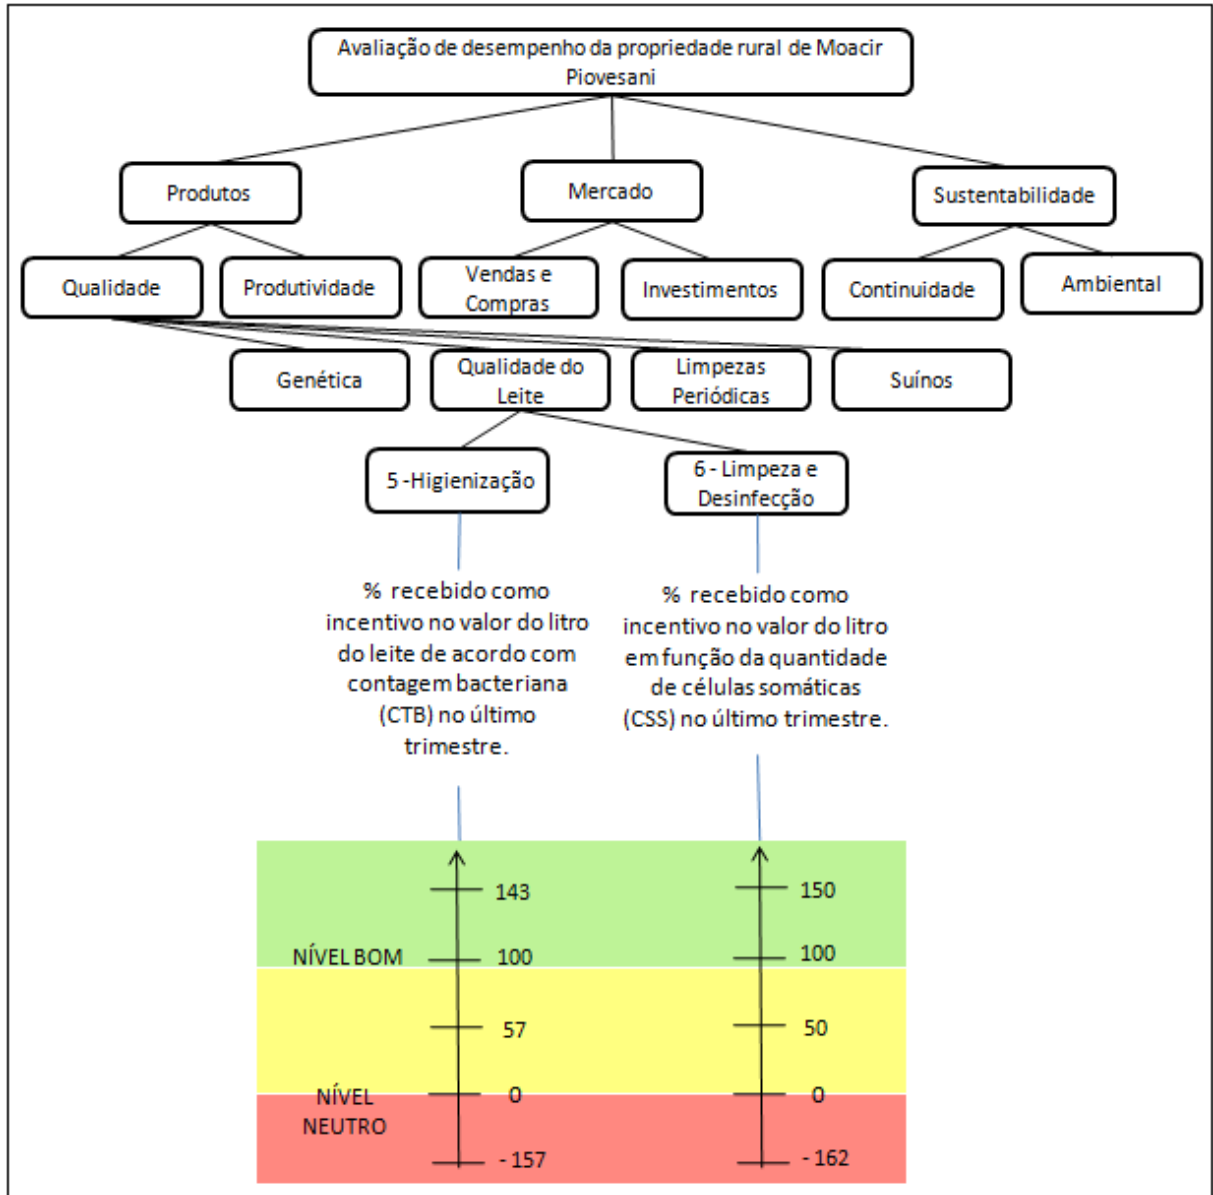 Avaliação de desempenho da propriedade rural de Moacir
Piovesani
Produtos
Mercado
Sustentabilidade
Qualidade
Produtividade
Vendas e
Compras
Investimentos
Continuidade
Ambiental
Genética
Qualidade do
Leite
Limpezas
Periódicas
Suínos
5 -Higienização
6 - Limpeza e
Desinfecção
% recebido como
incentivo no valor do litro
do leite de acordo com
contagem bacteriana
(CTB) no último
trimestre.
% recebido como
incentivo no valor do litro
em função da quantidade
de células somáticas
(CSS) no último trimestre.
143
150
NÍVEL BOM
100
100
57
50
NÍVEL
NEUTRO
0
0
- 157
- 162